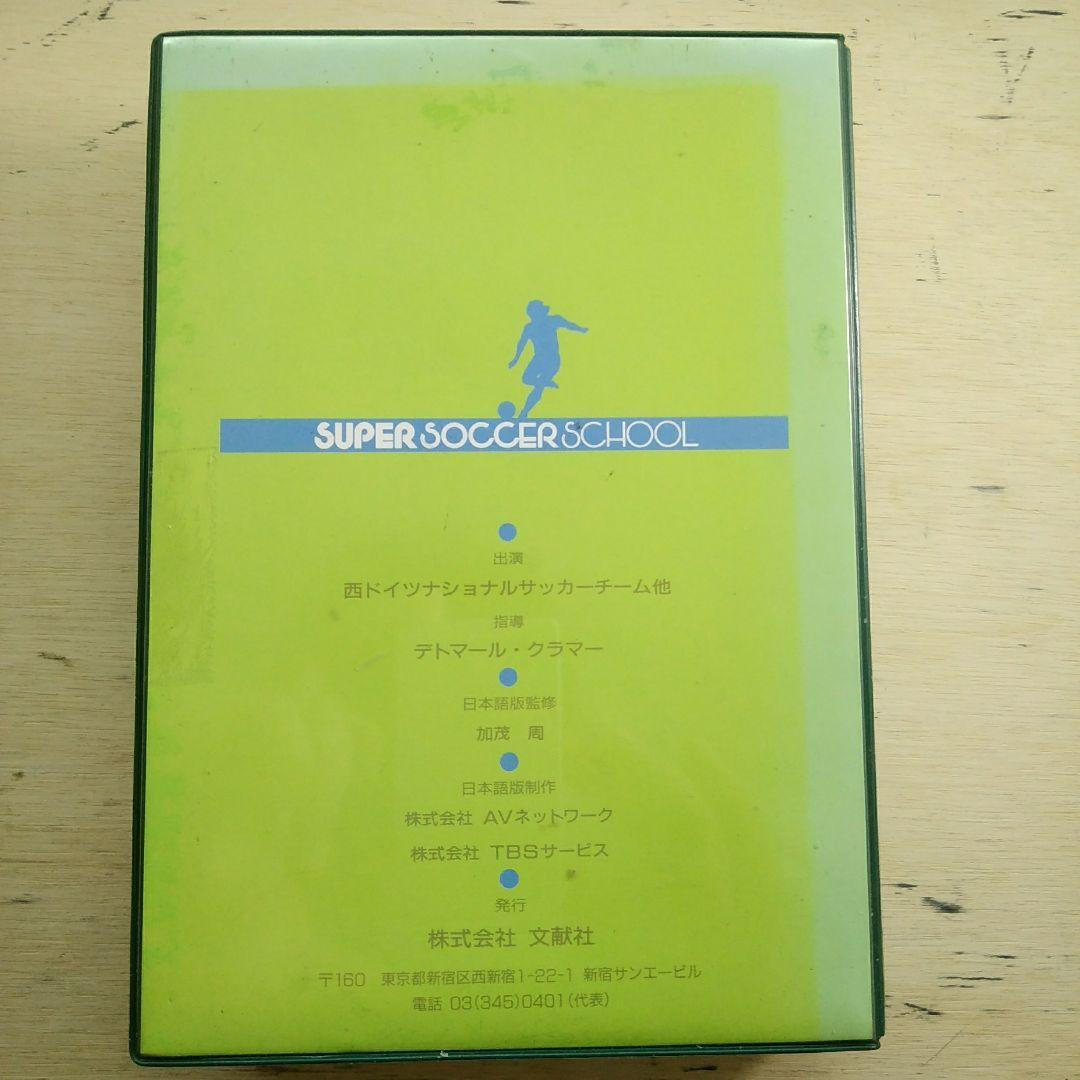 SUPER SOCCER SCHOOL
出演
西ドイツナショナルサッカーチーム他
指導
デトマール・クラマー
日本語版監修
加茂 周
日本語版制作
株式会社 AVネットワーク
株式会社 TBSサービス
発行
株式会社 文献社
〒160 東京都新宿区西新宿1-22-1 新宿サンエービル
電話 03(345)0401(代表)